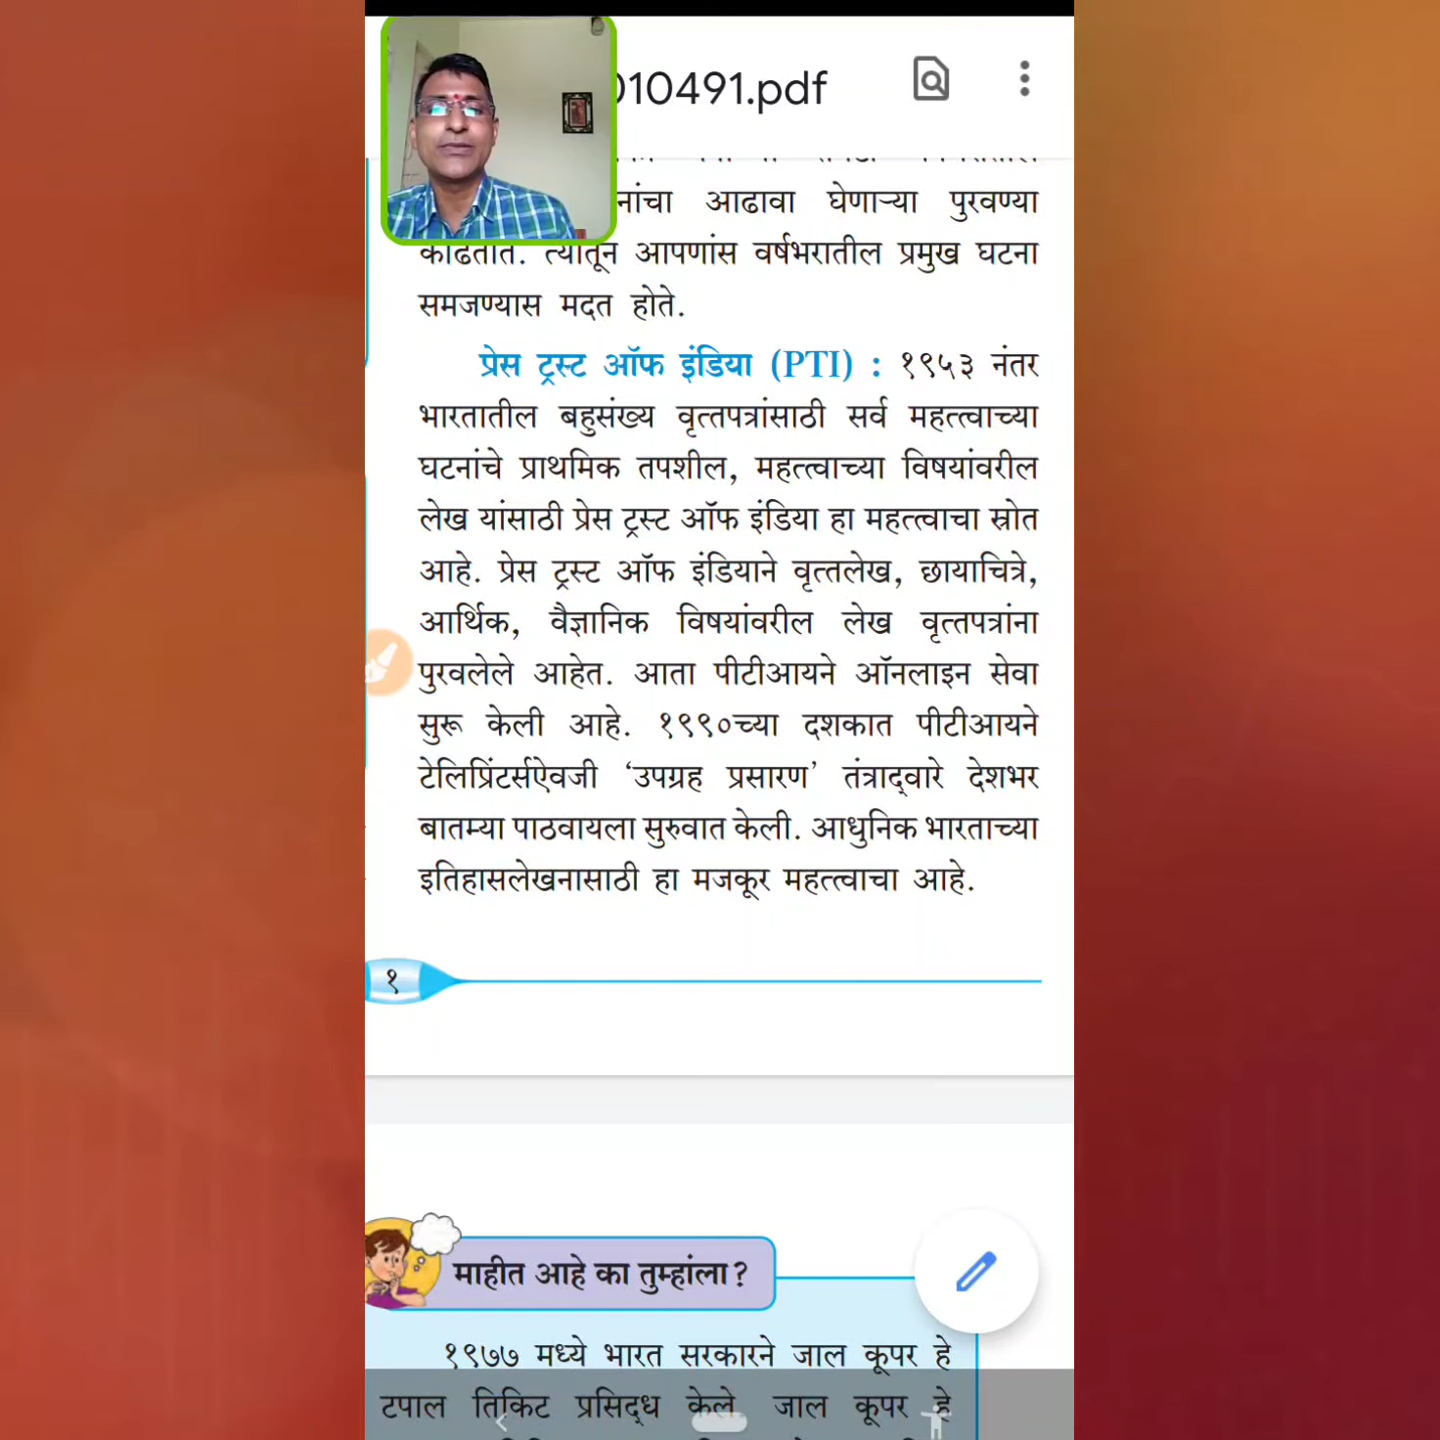 010491.pdf
नांचा आढावा घेणाऱ्या पुरवण्या
काढतात. त्यातून आपणांस वर्षभरातील प्रमुख घटना
समजण्यास मदत होते.
प्रेस ट्रस्ट ऑफ इंडिया (PTI) : १९५३ नंतर
भारतातील बहुसंख्य वृत्तपत्रांसाठी सर्व महत्त्वाच्या
घटनांचे प्राथमिक तपशील, महत्त्वाच्या विषयांवरील
लेख यांसाठी प्रेस ट्रस्ट ऑफ इंडिया हा महत्त्वाचा स्रोत
आहे. प्रेस ट्रस्ट ऑफ इंडियाने वृत्तलेख, छायाचित्रे,
आर्थिक, वैज्ञानिक विषयांवरील लेख वृत्तपत्रांना
पुरवलेले आहेत. आता पीटीआयने ऑनलाइन सेवा
सुरू केली आहे. १९९०च्या दशकात पीटीआयने
टेलिप्रिंटर्सऐवजी ‘उपग्रह प्रसारण’ तंत्राद्वारे देशभर
बातम्या पाठवायला सुरुवात केली. आधुनिक भारताच्या
इतिहासलेखनासाठी हा मजकूर महत्त्वाचा आहे.
१
माहीत आहे का तुम्हांला?
१९७७ मध्ये भारत सरकारने जाल कूपर हे
टपाल तिकिट प्रसिद्ध केले. जाल कूपर हे